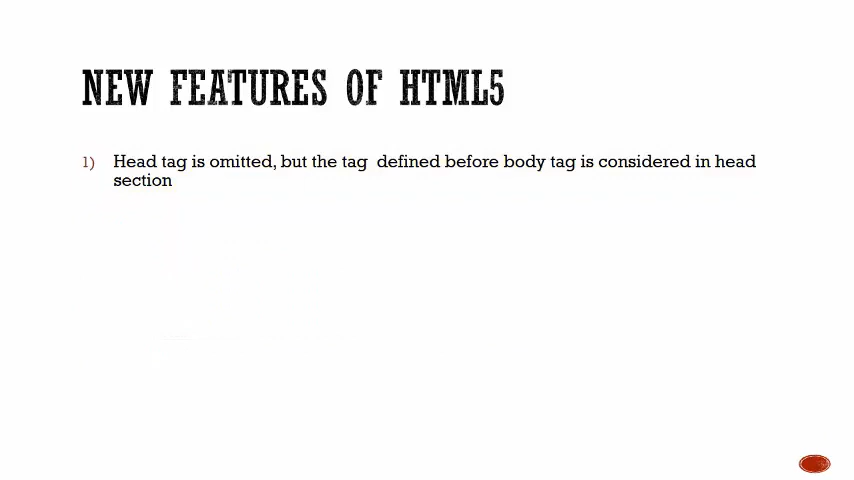 NEW FEATURES OF HTML5
1) Head tag is omitted, but the tag defined before body tag is considered in head
section